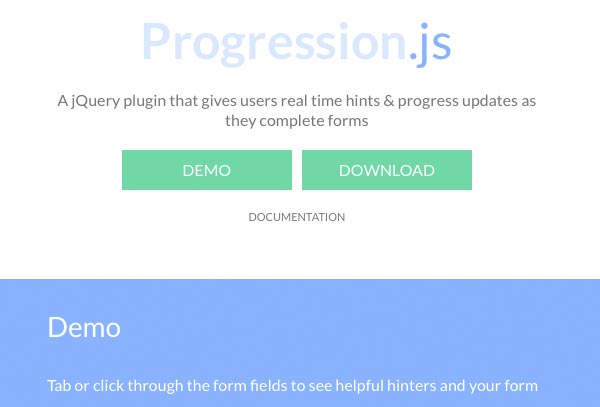 Progression.js
A jQuery plugin that gives users real time hints & progress updates as
they complete forms
DEMO
DOWNLOAD
DOCUMENTATION
Demo
Tab or click through the form fields to see helpful hinters and your form